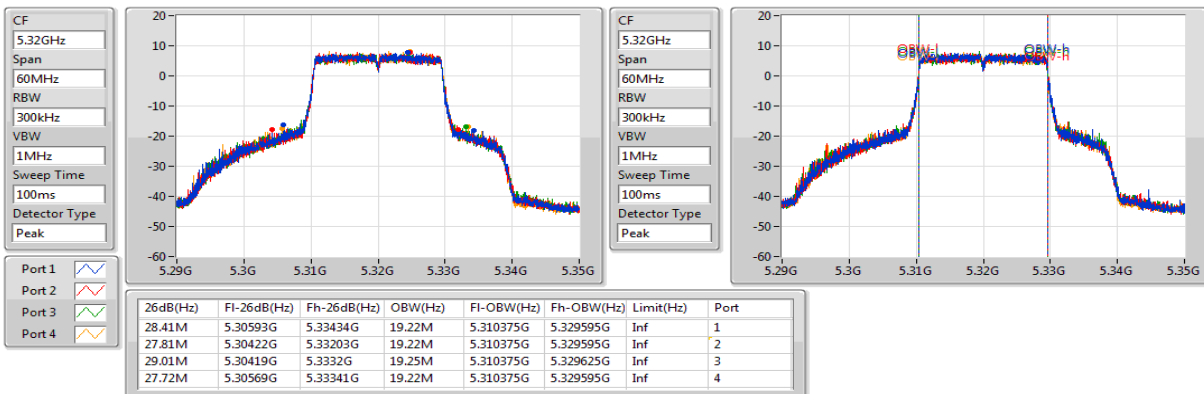 CF
5.32GHz
Span
60MHz
RBW
300kHz
VBW
1MHz
Sweep Time
100ms
Detector Type
Peak
20
10
0
-10
-20
-30
-40
-50
-60
5.29G 5.3G 5.31G 5.32G 5.33G 5.34G 5.35G
CF
5.32GHz
Span
60MHz
RBW
300kHz
VBW
1MHz
Sweep Time
100ms
Detector Type
Peak
20
10
0
-10
-20
-30
-40
-50
-60
OBW-l OBW-h
5.29G 5.3G 5.31G 5.32G 5.33G 5.34G 5.35G
Port 1
Port 2
Port 3
Port 4
26dB(Hz) Fl-26dB(Hz) Fh-26dB(Hz) OBW(Hz) Fl-OBW(Hz) Fh-OBW(Hz) Limit(Hz) Port
28.41M 5.30593G 5.33434G 19.22M 5.310375G 5.329595G Inf 1
27.81M 5.30422G 5.33203G 19.22M 5.310375G 5.329595G Inf 2
29.01M 5.30419G 5.3332G 19.25M 5.310375G 5.329625G Inf 3
27.72M 5.30569G 5.33341G 19.22M 5.310375G 5.329595G Inf 4